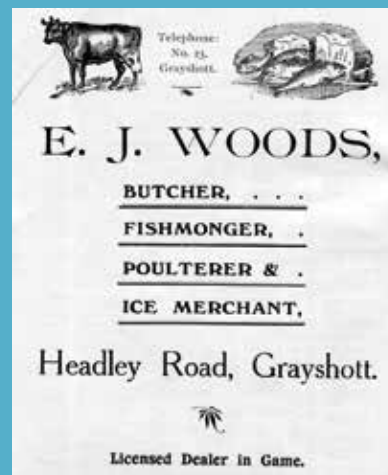 Telephone:
No. 23,
Grayshott.
E. J. WOODS,
BUTCHER, . . .
FISHMONGER, .
POULTERER & .
ICE MERCHANT,
Headley Road, Grayshott.
Licensed Dealer in Game.